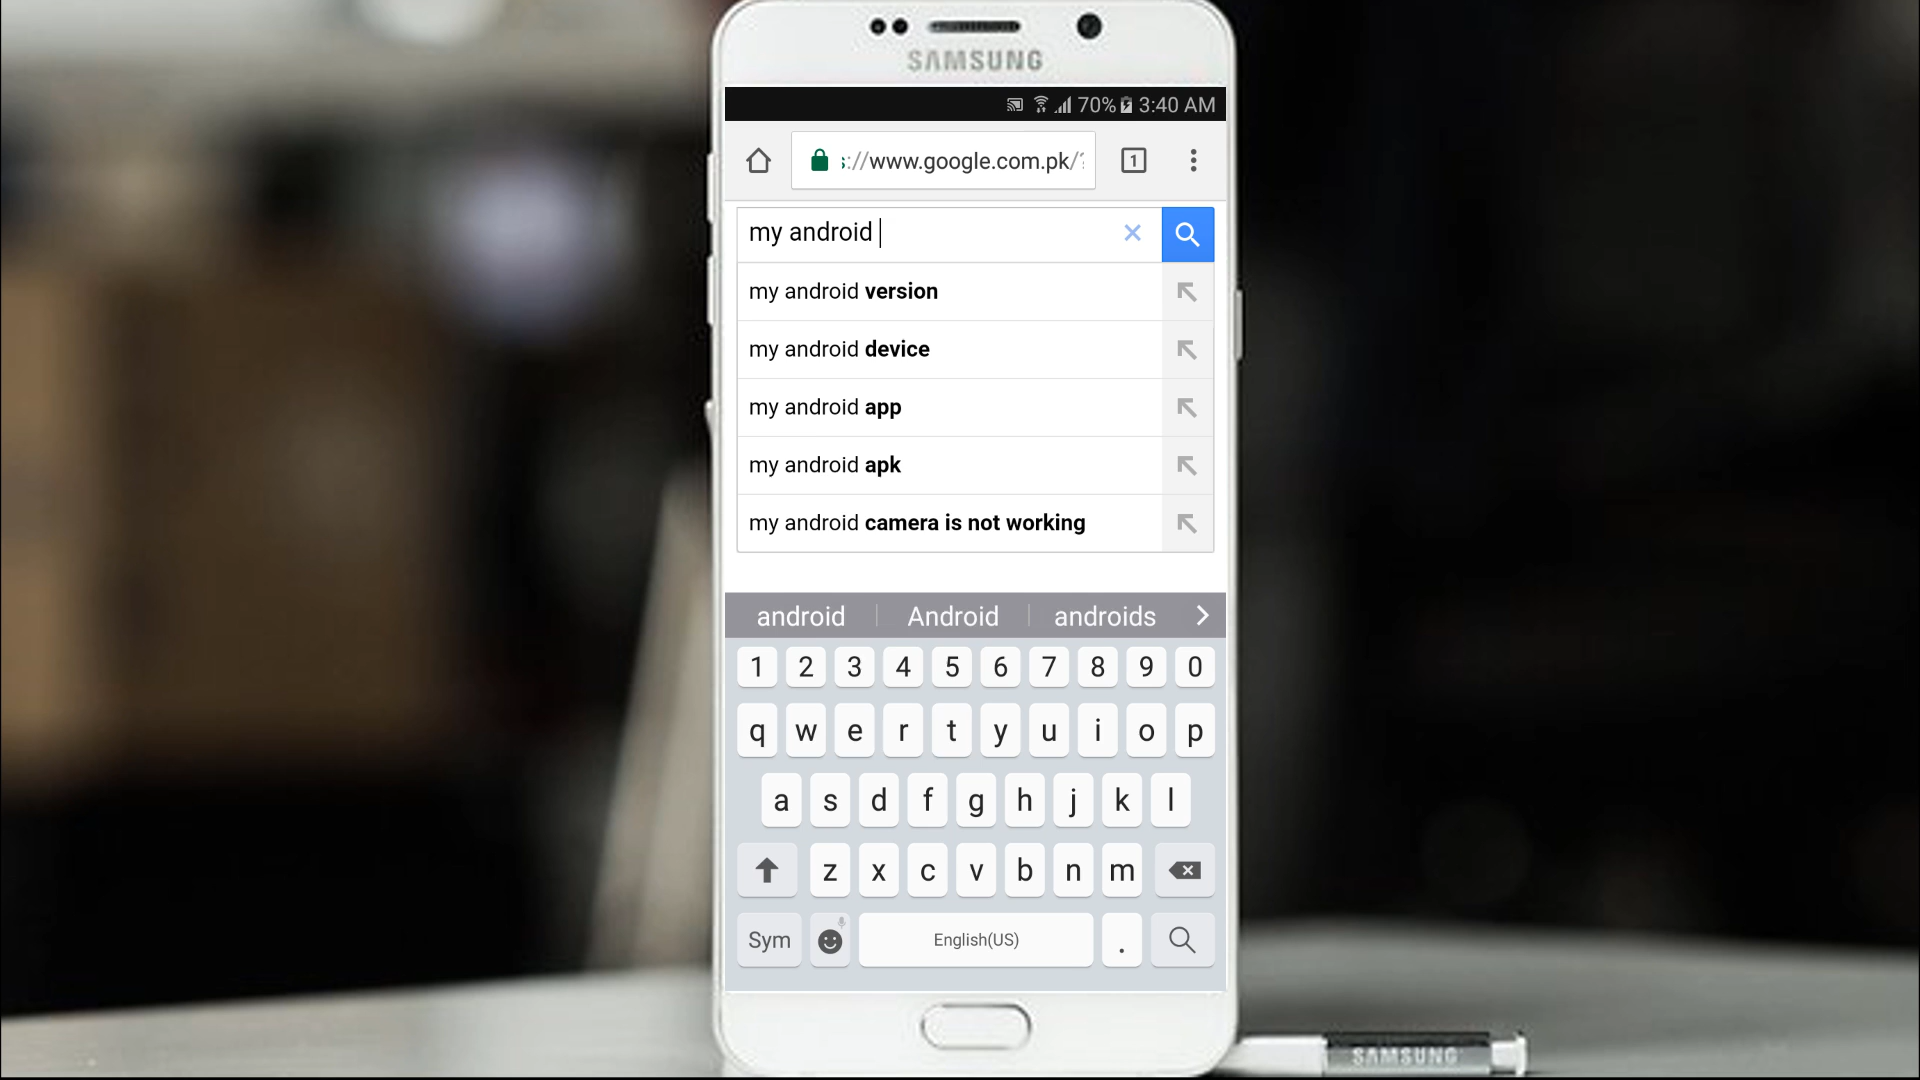 SAMSUNG
70% 3:40 AM
s://www.google.com.pk/?
1
my android
my android version
my android device
my android app
my android apk
my android camera is not working
android Android androids
1 2 3 4 5 6 7 8 9 0
q w e r t y u i o p
a s d f g h j k l
z x c v b n m
Sym English(US) .
SAMSUNG